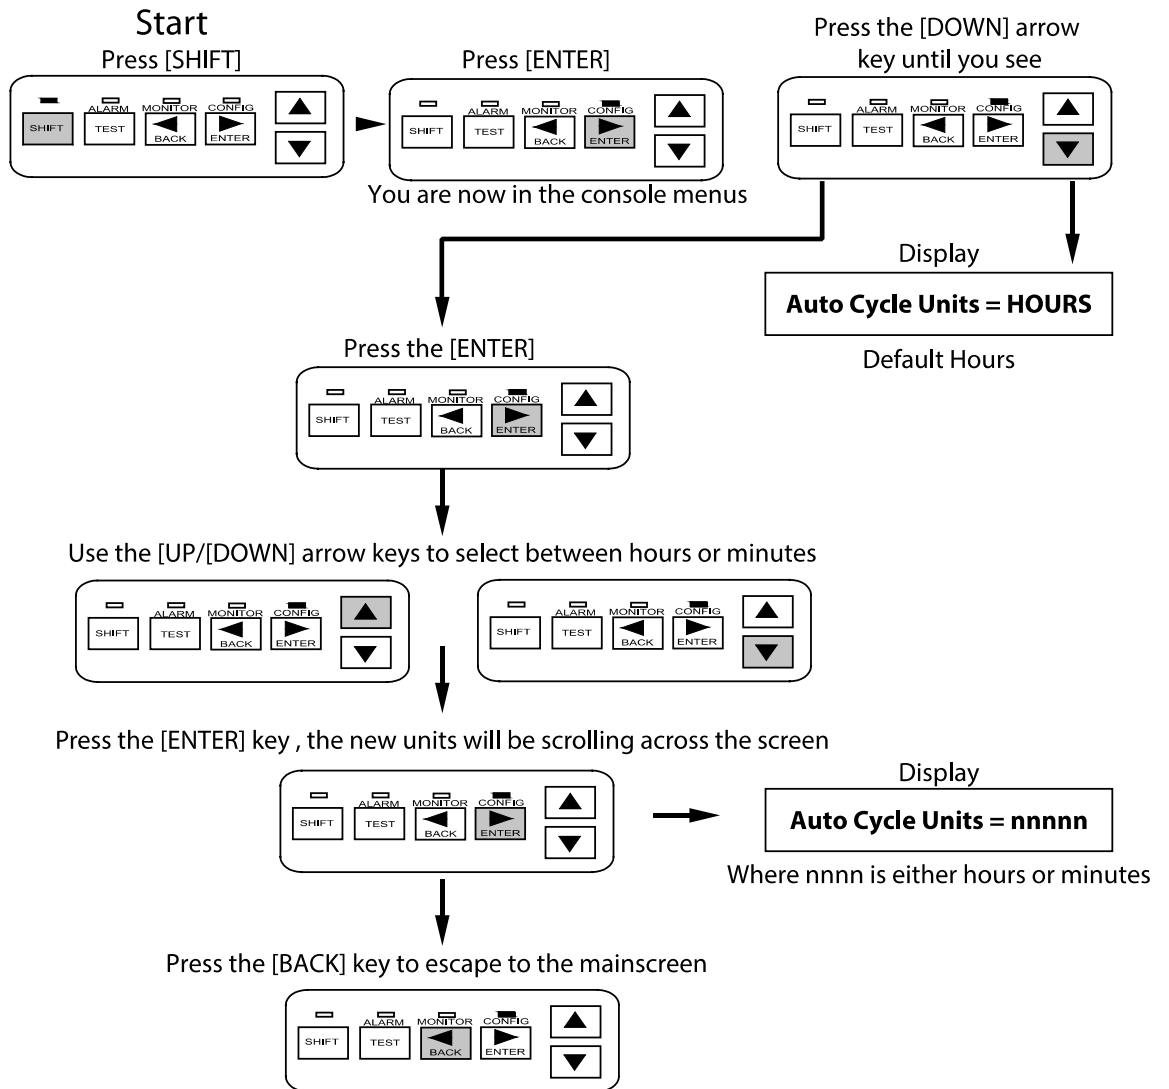 Start
Press [SHIFT]
SHIFT
ALARM
TEST
MONITOR
BACK
CONFIG
ENTER
Press [ENTER]
SHIFT
ALARM
TEST
MONITOR
BACK
CONFIG
ENTER
You are now in the console menus
Press the [DOWN] arrow
key until you see
SHIFT
ALARM
TEST
MONITOR
BACK
CONFIG
ENTER
Display
Auto Cycle Units = HOURS
Default Hours
Press the [ENTER]
SHIFT
ALARM
TEST
MONITOR
BACK
CONFIG
ENTER
Use the [UP/[DOWN] arrow keys to select between hours or minutes
SHIFT
ALARM
TEST
MONITOR
BACK
CONFIG
ENTER
SHIFT
ALARM
TEST
MONITOR
BACK
CONFIG
ENTER
Press the [ENTER] key , the new units will be scrolling across the screen
SHIFT
ALARM
TEST
MONITOR
BACK
CONFIG
ENTER
Display
Auto Cycle Units = nnnnn
Where nnnn is either hours or minutes
Press the [BACK] key to escape to the mainscreen
SHIFT
ALARM
TEST
MONITOR
BACK
CONFIG
ENTER